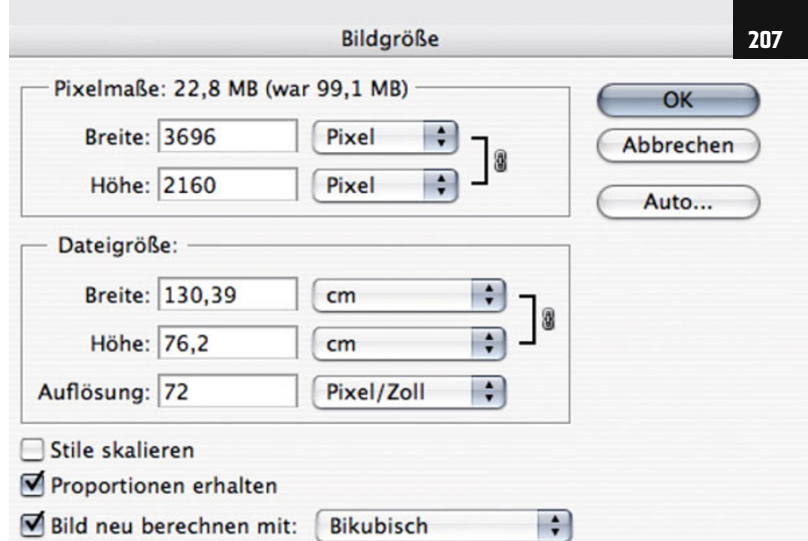 Bildgröße
207
Pixelmaße: 22,8 MB (war 99,1 MB)
Breite: 3696 Pixel
Höhe: 2160 Pixel
OK
Abbrechen
Auto...
Dateigröße:
Breite: 130,39 cm
Höhe: 76,2 cm
Auflösung: 72 Pixel/Zoll
Stile skalieren
Proportionen erhalten
Bild neu berechnen mit: Bikubisch